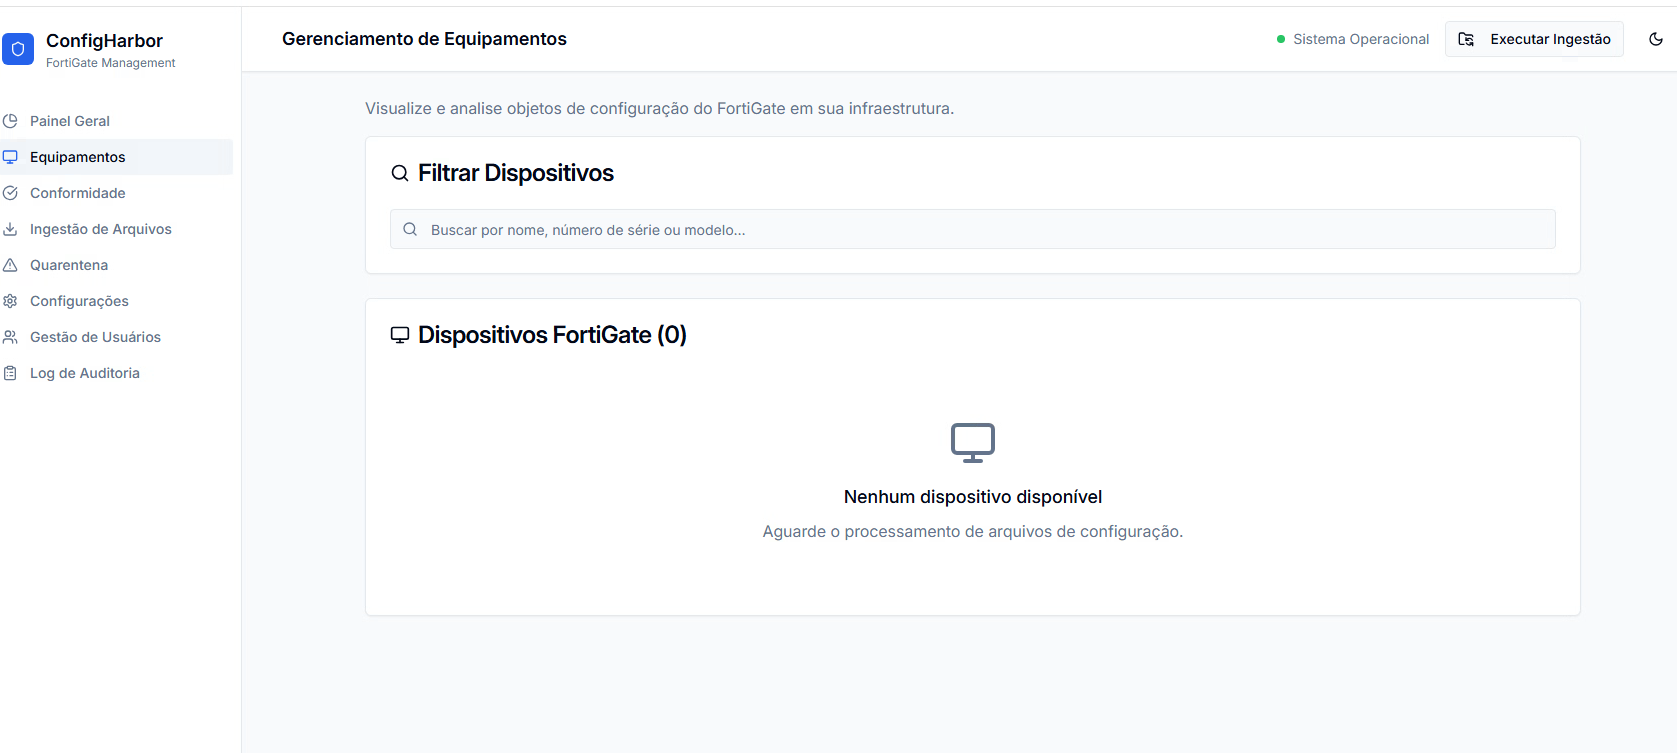 ConfigHarbor
FortiGate Management
Painel Geral
Equipamentos
Conformidade
Ingestão de Arquivos
Quarentena
Configurações
Gestão de Usuários
Log de Auditoria
Gerenciamento de Equipamentos
Sistema Operacional
Executar Ingestão
Visualize e analise objetos de configuração do FortiGate em sua infraestrutura.
Filtrar Dispositivos
Buscar por nome, número de série ou modelo...
Dispositivos FortiGate (0)
Nenhum dispositivo disponível
Aguarde o processamento de arquivos de configuração.